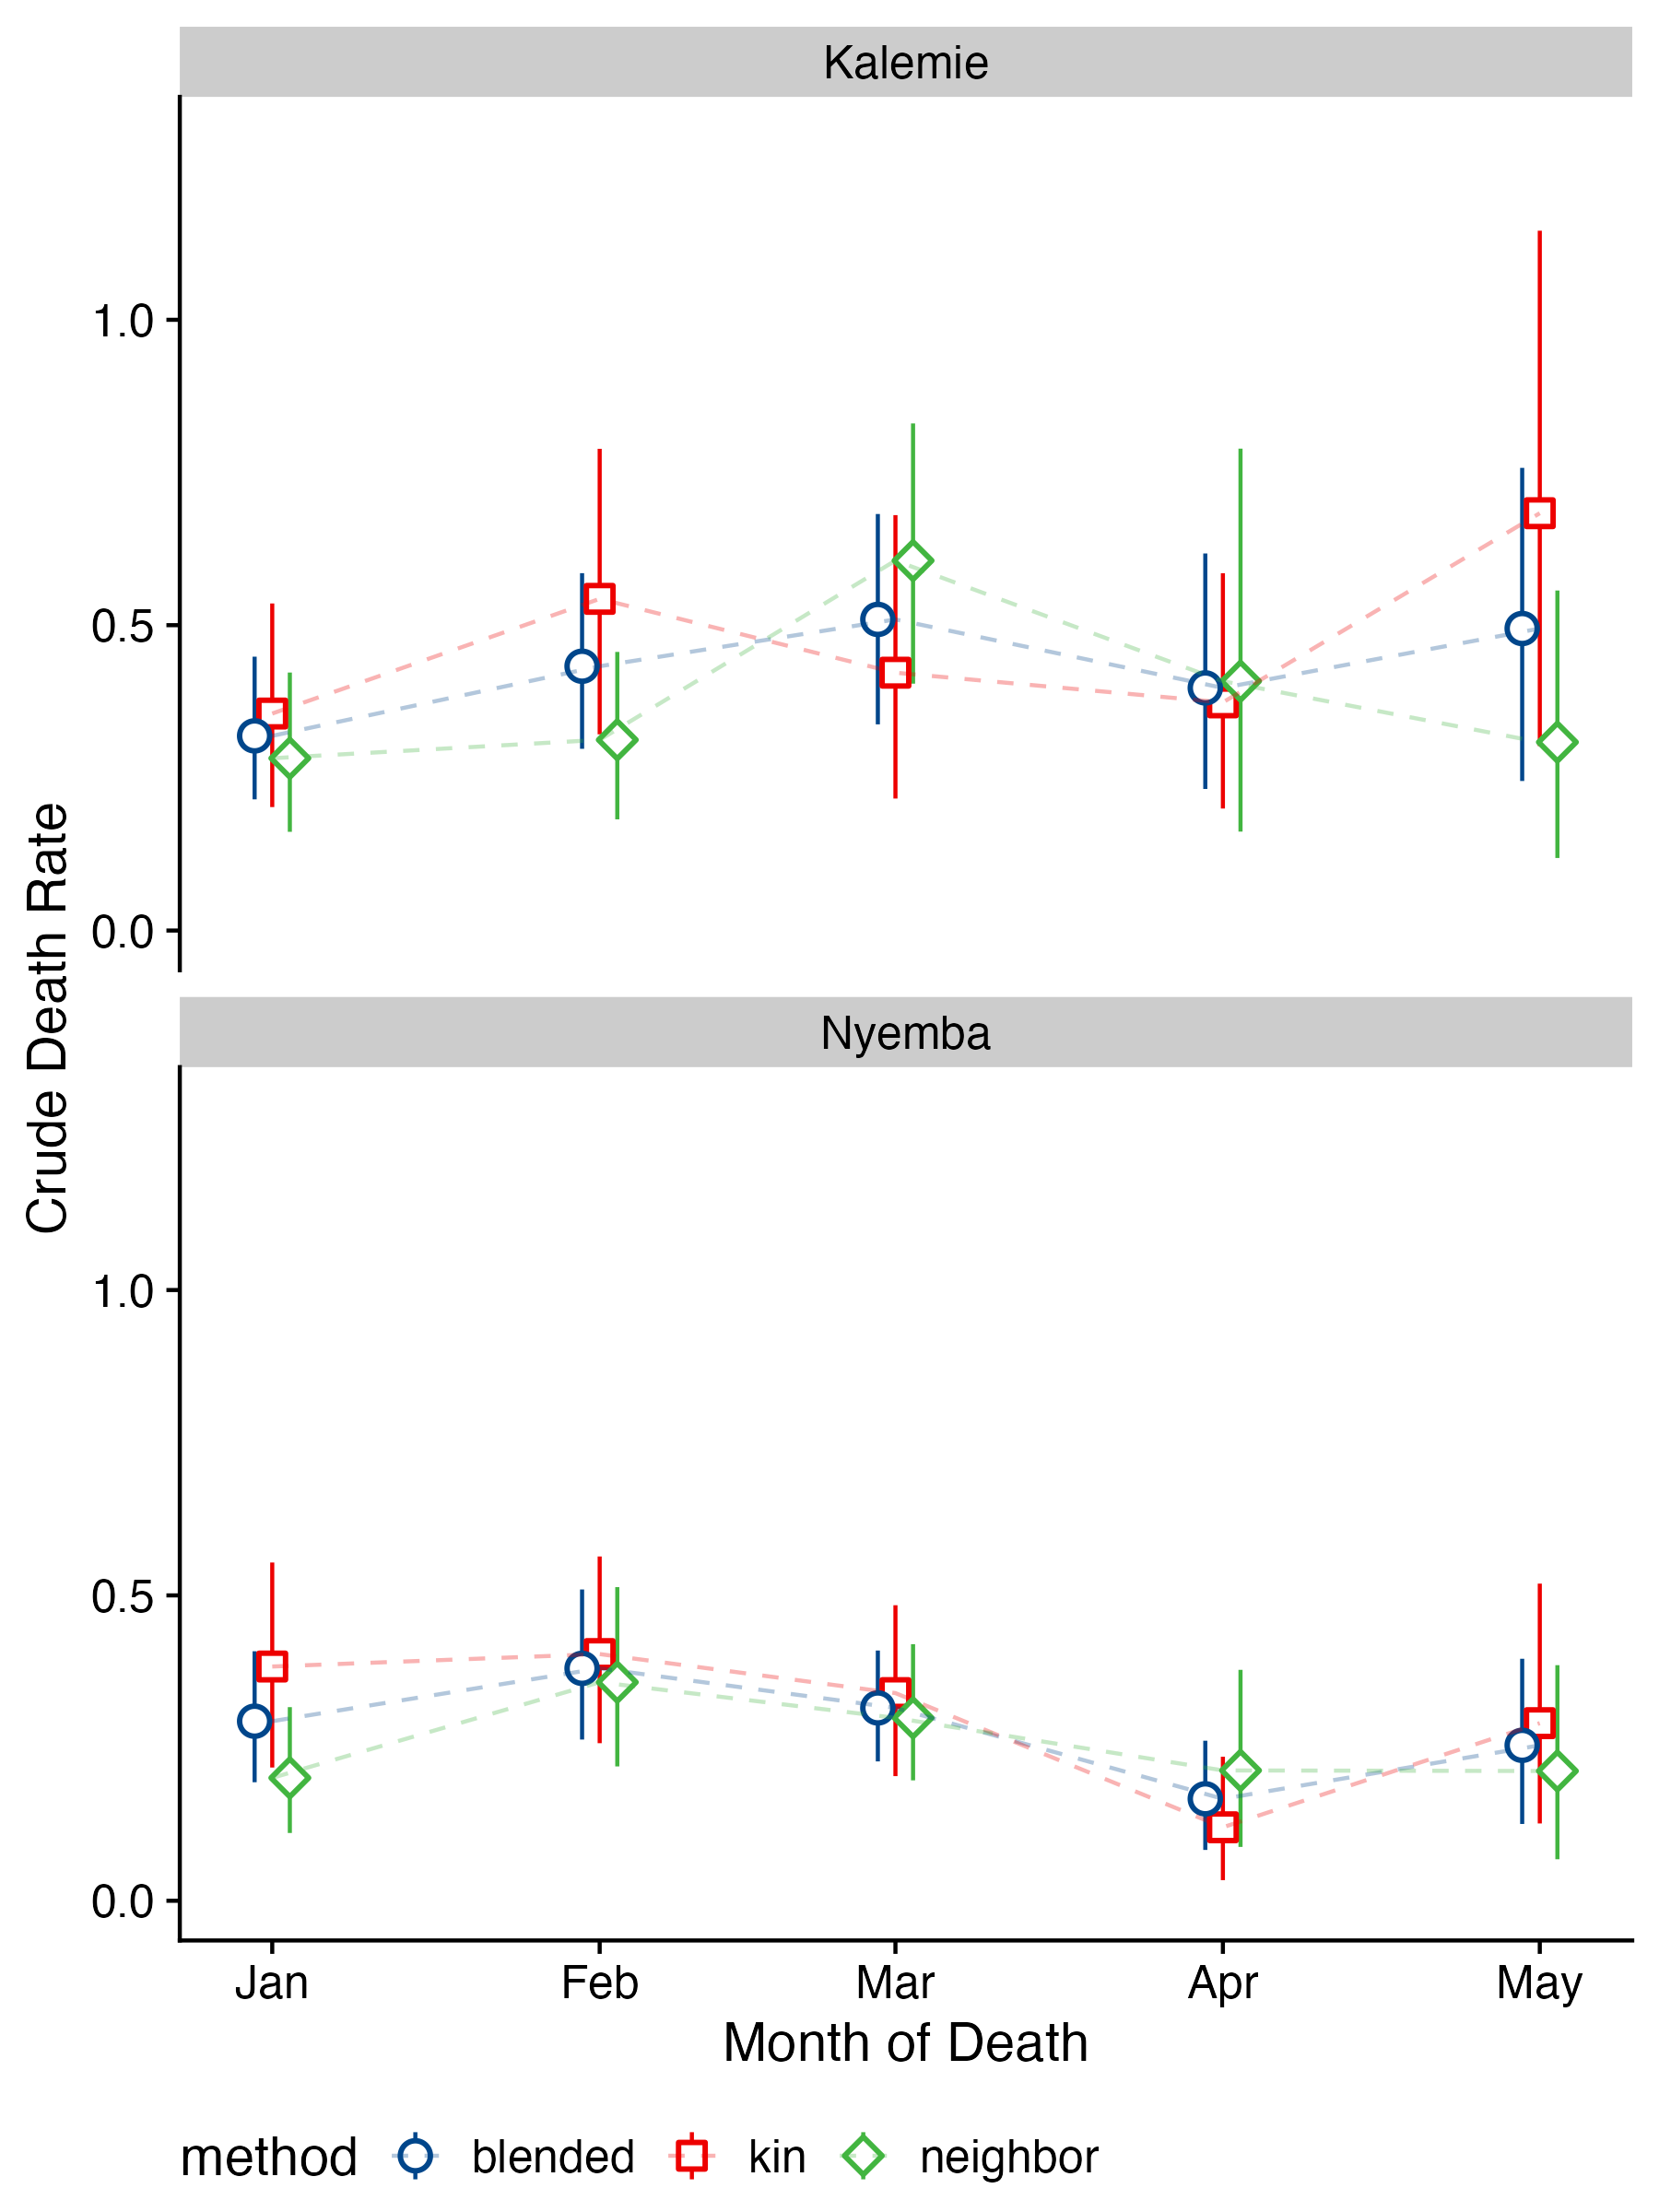 Kalemie
1.0
0.5
0.0
Crude Death Rate
Nyemba
1.0
0.5
0.0
Jan Feb Mar Apr May
Month of Death
method blended kin neighbor